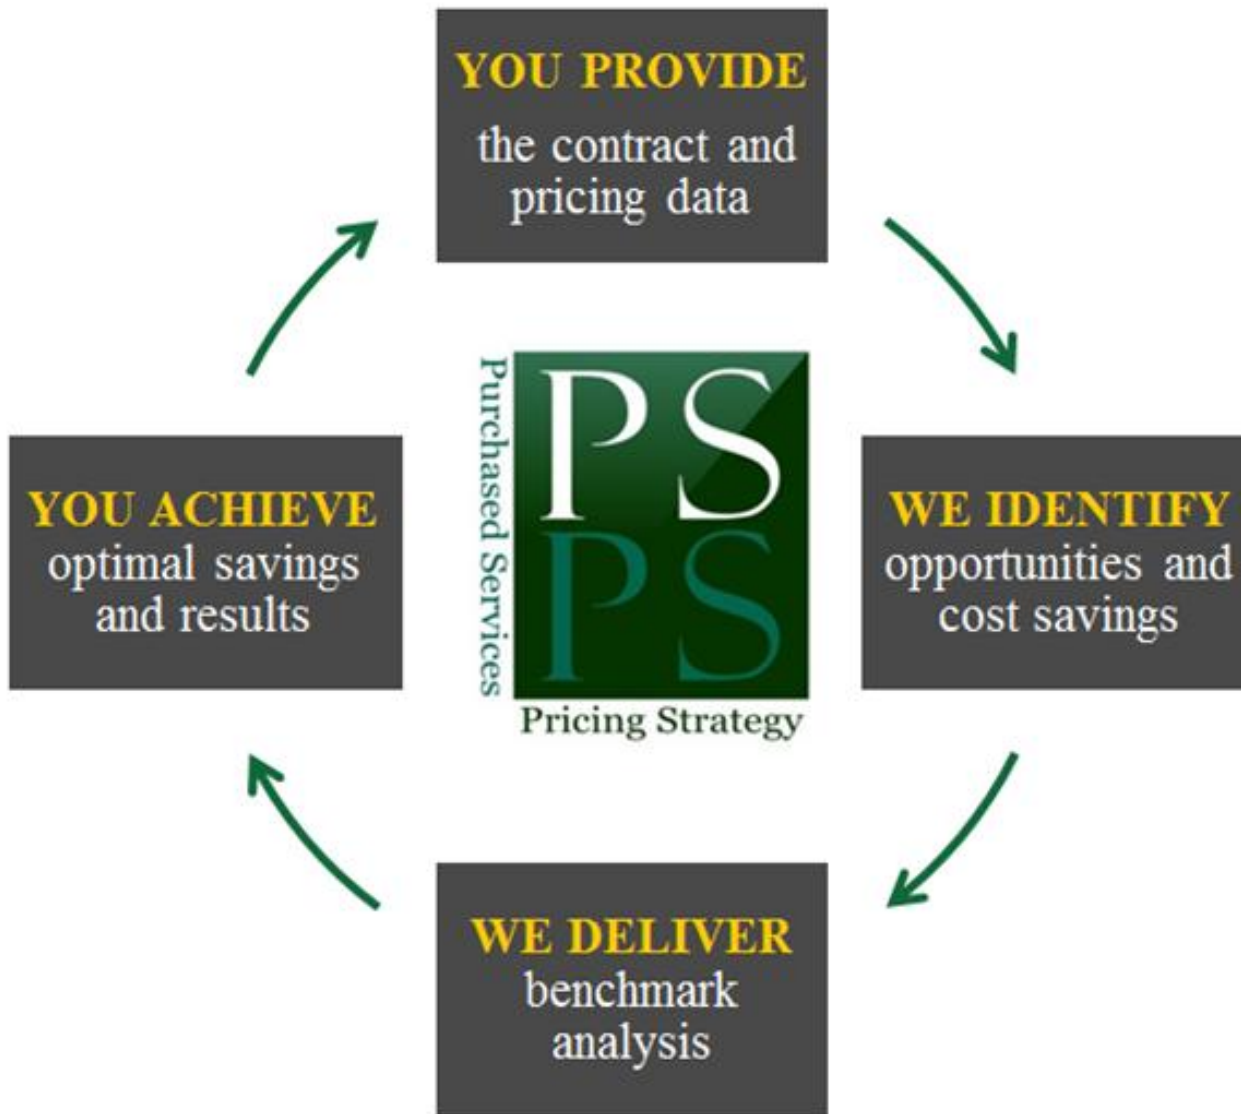 YOU PROVIDE
the contract and
pricing data
WE IDENTIFY
opportunities and
cost savings
WE DELIVER
benchmark
analysis
YOU ACHIEVE
optimal savings
and results
Purchased Services
PS
PS
Pricing Strategy